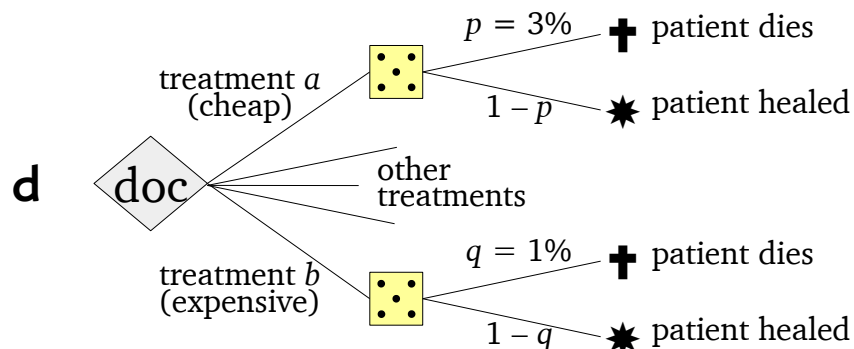 p = 3%
patient dies
treatment a
(cheap)
1 – p
patient healed
d
doc
other
treatments
q = 1%
patient dies
treatment b
(expensive)
1 – q
patient healed